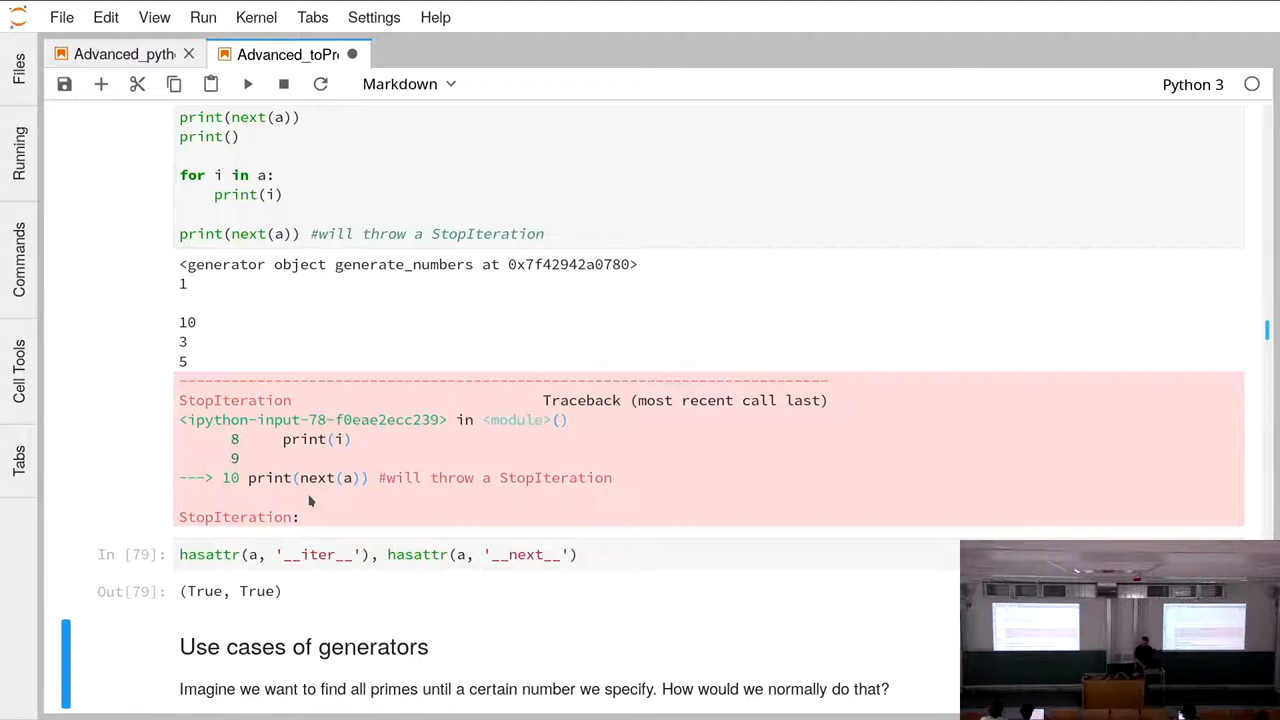 File Edit View Run Kernel Tabs Settings Help
Files
Running
Commands
Cell Tools
Tabs
Advanced_pytho
Advanced_toPr
Markdown
Python 3
print(next(a))
print()
for i in a:
    print(i)
print(next(a)) #will throw a StopIteration
<generator object generate_numbers at 0x7f42942a0780>
1
10
3
5
---------------------------------------------------------------------------
StopIteration                             Traceback (most recent call last)
<ipython-input-78-f0eae2ecc239> in <module>()
      8     print(i)
      9
---> 10 print(next(a)) #will throw a StopIteration
StopIteration:
In [79]: hasattr(a, '__iter__'), hasattr(a, '__next__')
Out[79]: (True, True)
Use cases of generators
Imagine we want to find all primes until a certain number we specify. How would we normally do that?